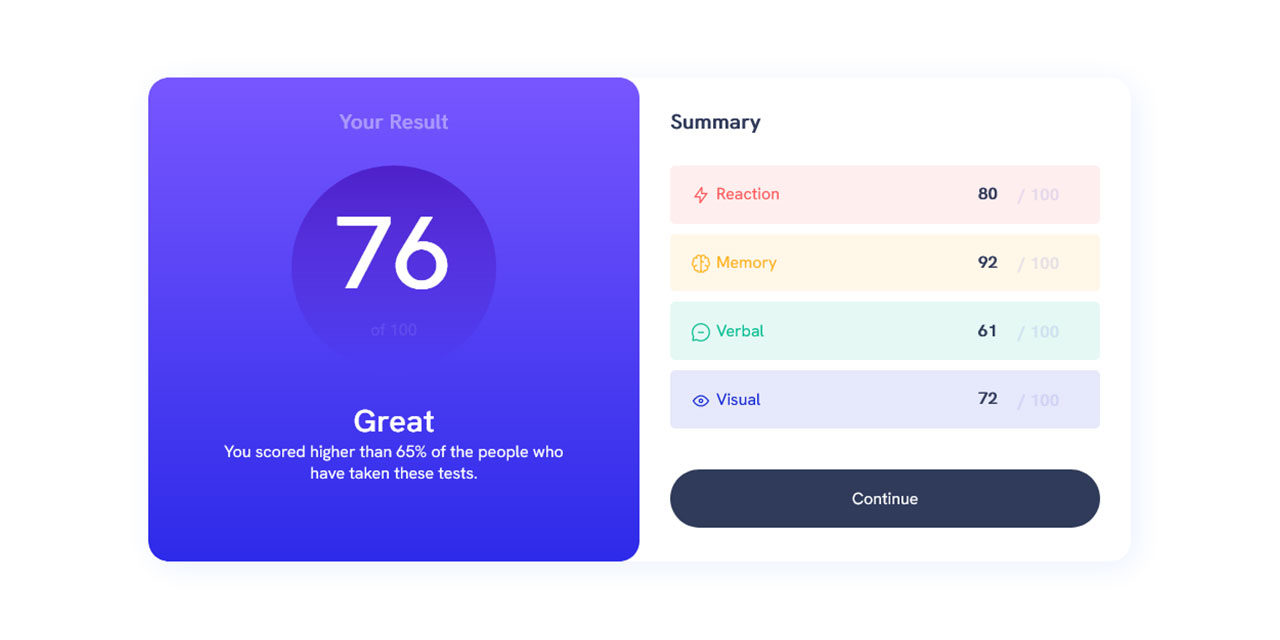 Your Result
76
of 100
Great
You scored higher than 65% of the people who
have taken these tests.
Summary
Reaction 80 / 100
Memory 92 / 100
Verbal 61 / 100
Visual 72 / 100
Continue